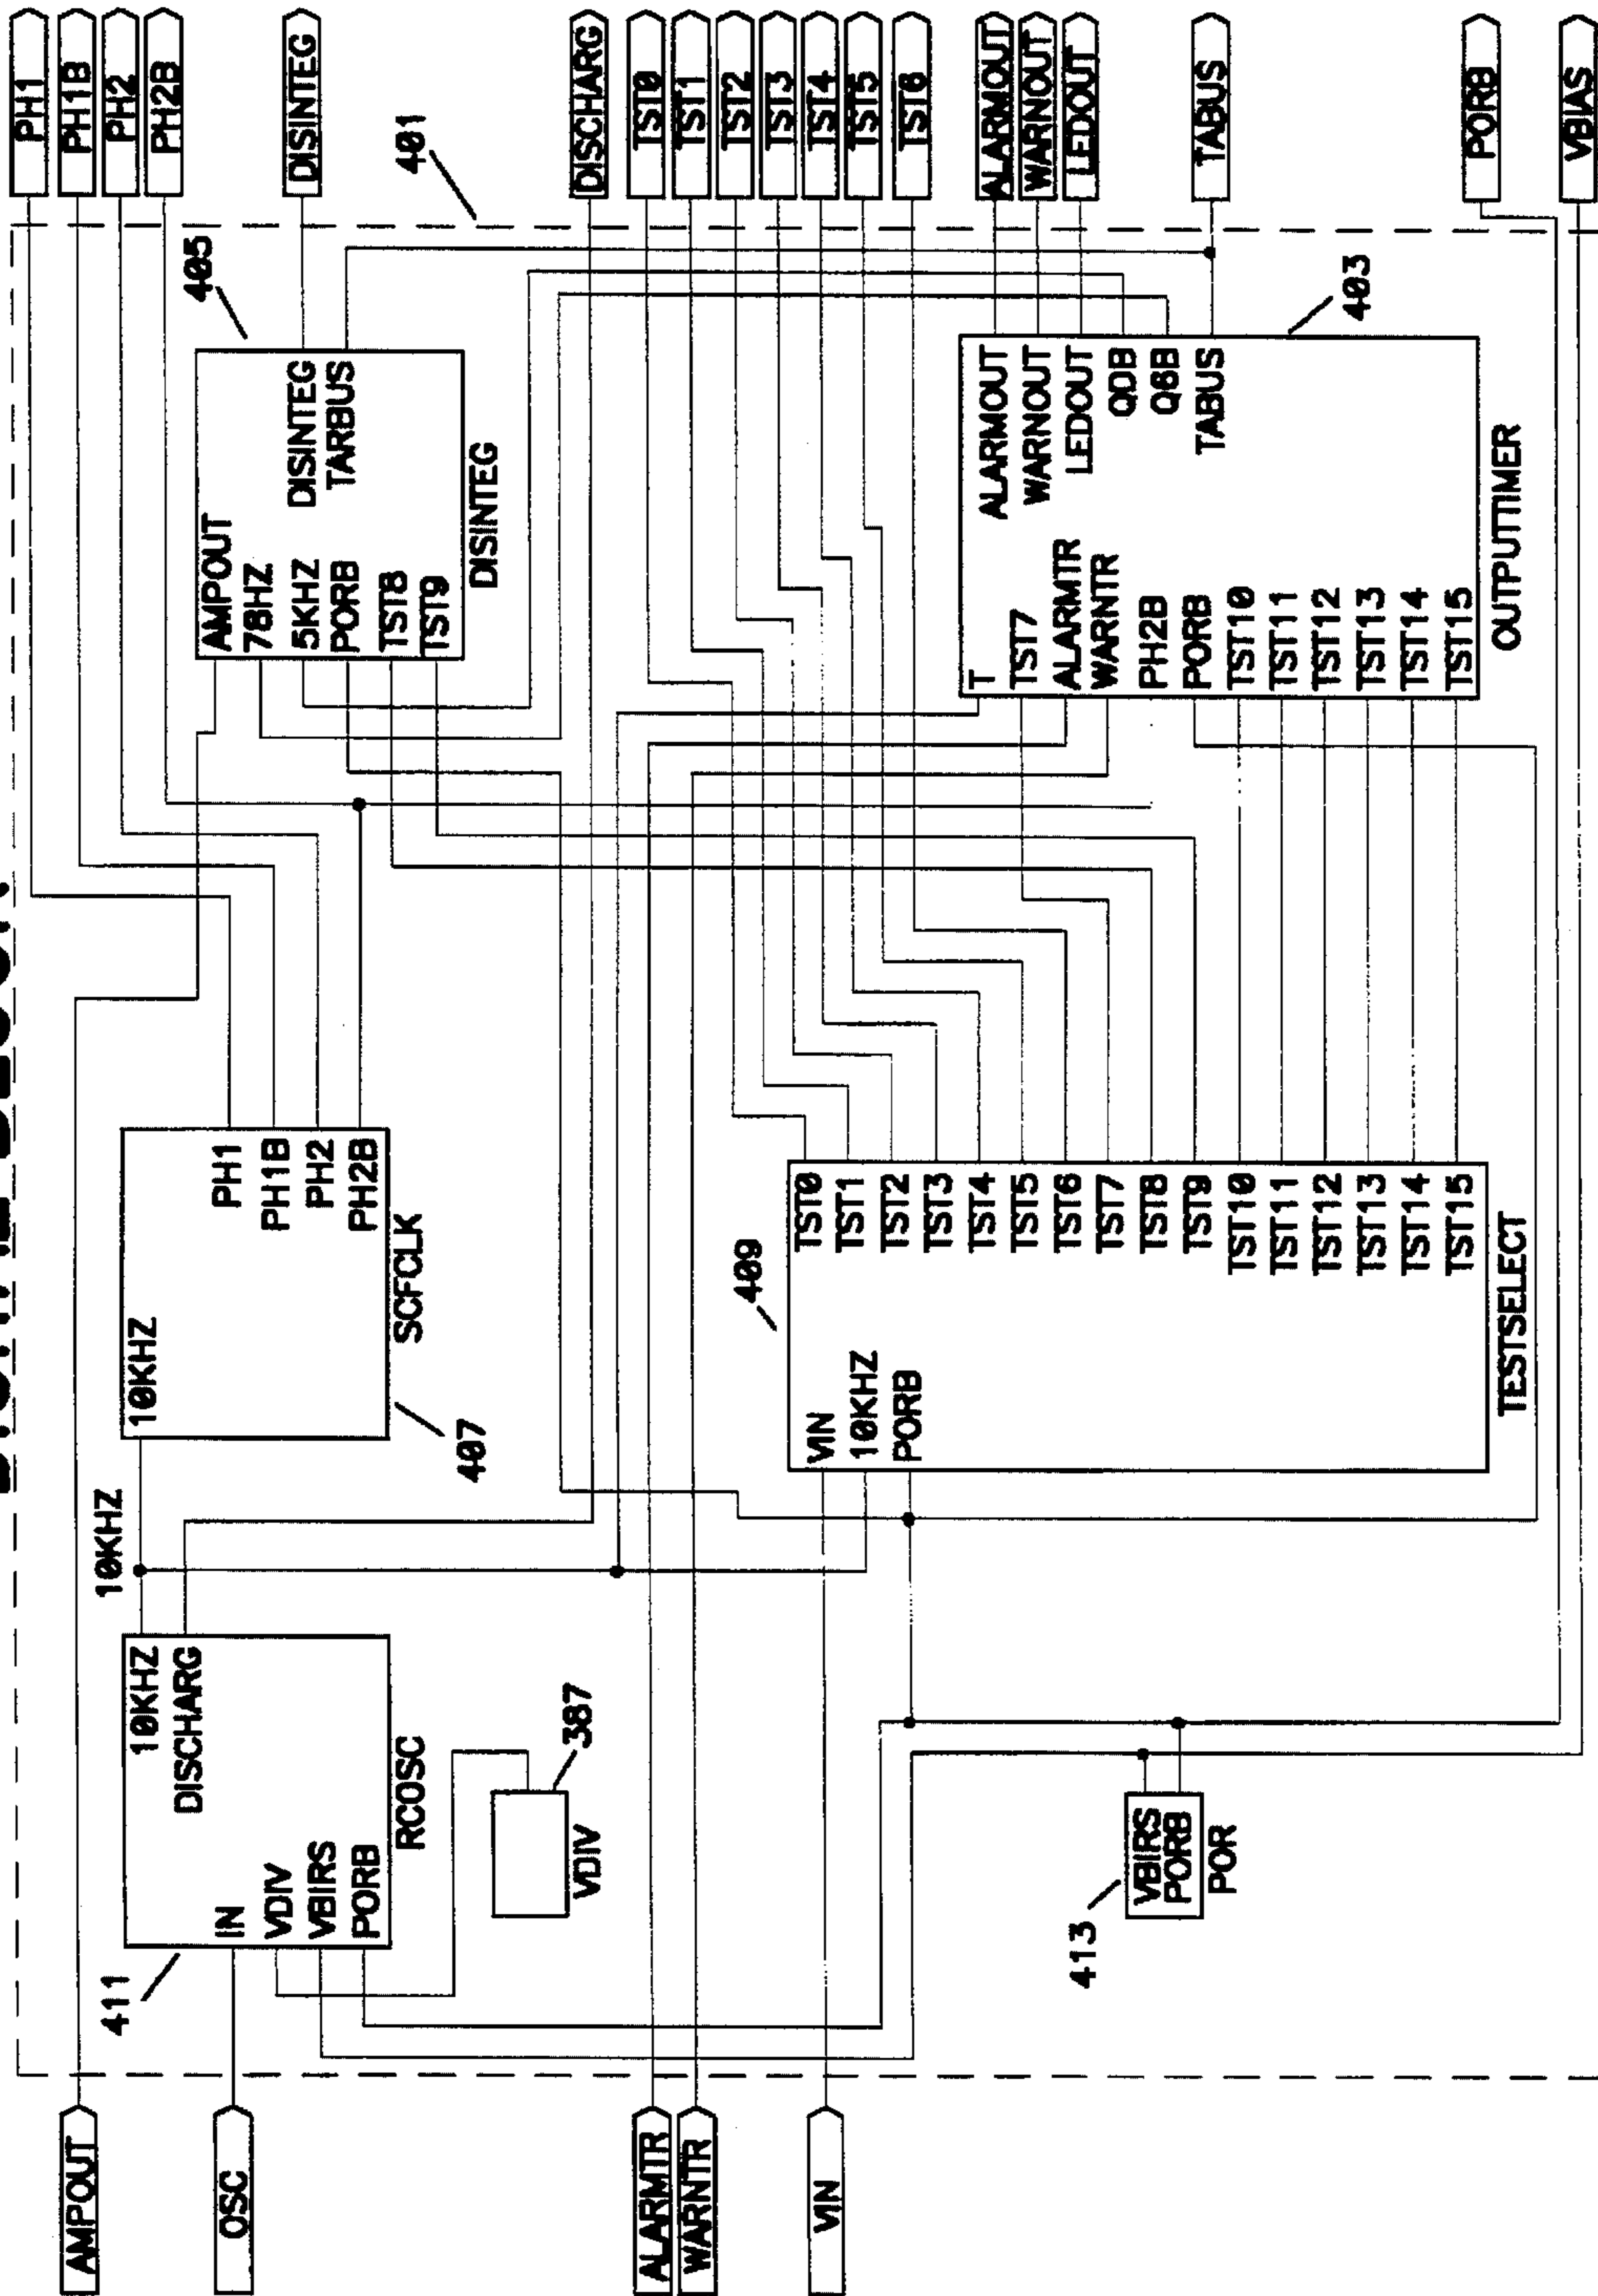 AMPOUT
OSC
ALARMTR
WARNTR
VIN
411
IN
VDIV
VBIRS
PORB
10KHZ
DISCHARG
RCOSC
VDIV
387
413
VBIRS
PORB
POR
10KHZ
10KHZ
PH1
PH1B
PH2
PH2B
SCFCLK
407
409
VIN
10KHZ
PORB
TST0
TST1
TST2
TST3
TST4
TST5
TST6
TST7
TST8
TST9
TST10
TST11
TST12
TST13
TST14
TST15
TESTSELECT
405
AMPOUT
78HZ
5KHZ
PORB
TST8
TST9
DISINTEG
TARBUS
DISINTEG
T
TST7
ALARMTR
WARNTR
PH2B
PORB
TST10
TST11
TST12
TST13
TST14
TST15
ALARMOUT
WARNOUT
LEDOUT
QDB
Q6B
TABUS
OUTPUTIMER
403
401
PH1
PH1B
PH2
PH2B
DISINTEG
DISCHARG
TST0
TST1
TST2
TST3
TST4
TST5
TST6
ALARMOUT
WARNOUT
LEDOUT
TABUS
PORB
VBIAS